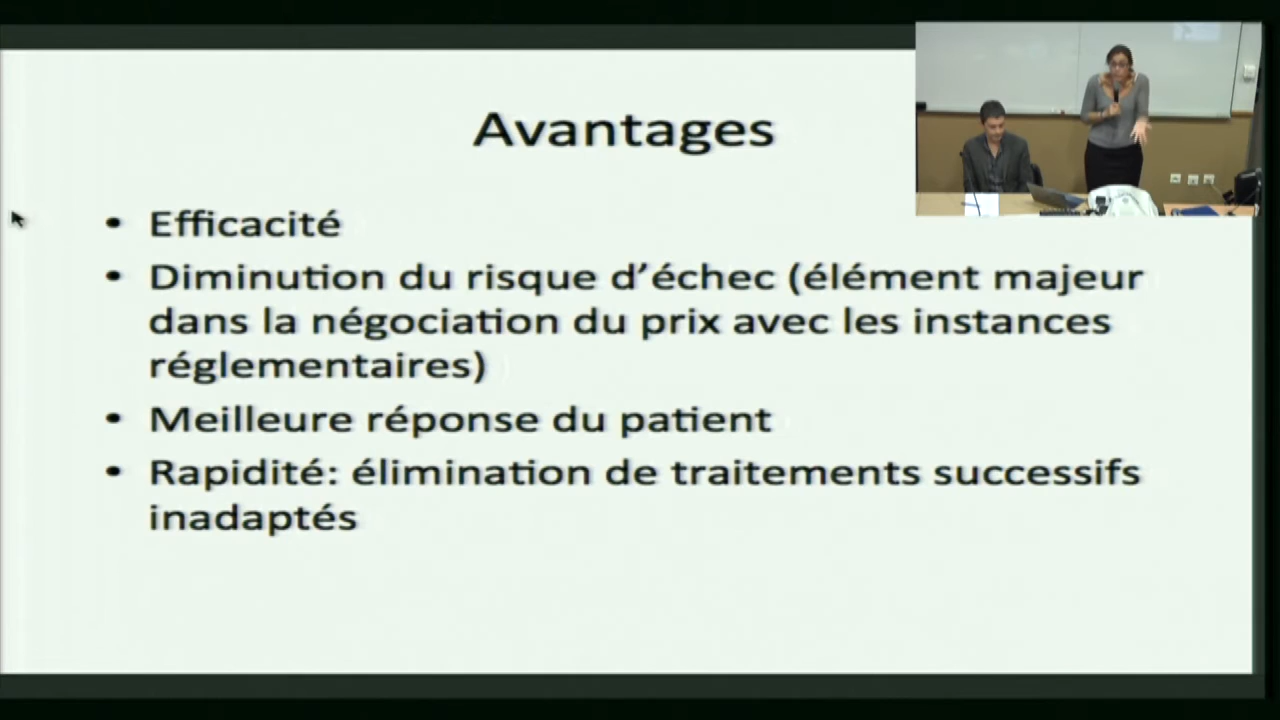 Avantages
• Efficacité
• Diminution du risque d’échec (élément majeur
dans la négociation du prix avec les instances
réglementaires)
• Meilleure réponse du patient
• Rapidité: élimination de traitements successifs
inadaptés